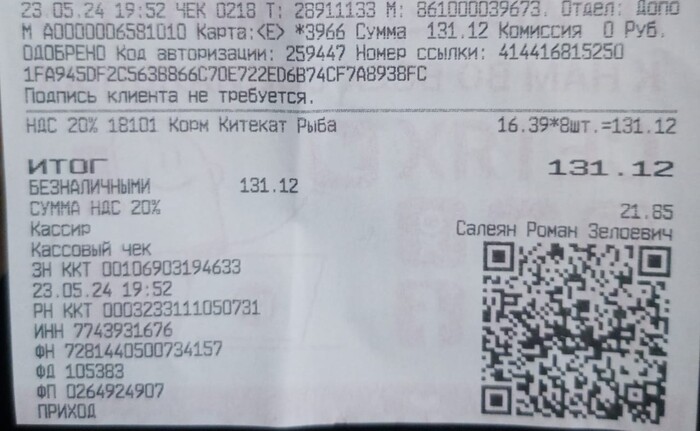 23.05.24 19:52 ЧЕК 0218 Т: 28911133 М: 861000039673. Отдел: Допо
М А0000006581010 Карта:<E> *3966 Сумма 131.12 Комиссия 0 Руб.
ОДОБРЕНО Код авторизации: 259447 Номер ссылки: 414416815250
1FA945DF2C5638866C70E722ED6B74CF7A8938FC
Подпись клиента не требуется.
НДС 20% 18101 Корм Китекат Рыба 16.39*8шт.=131.12
ИТОГ 131.12
БЕЗНАЛИЧНЫМИ 131.12
СУММА НДС 20% 21.85
Кассир Салеян Роман Зелоевич
Кассовый чек
ЗН ККТ 00106903194633
23.05.24 19:52
РН ККТ 0003233111050731
ИНН 7743931676
ФН 7281440500734157
ФД 105383
ФП 0264924907
ПРИХОД